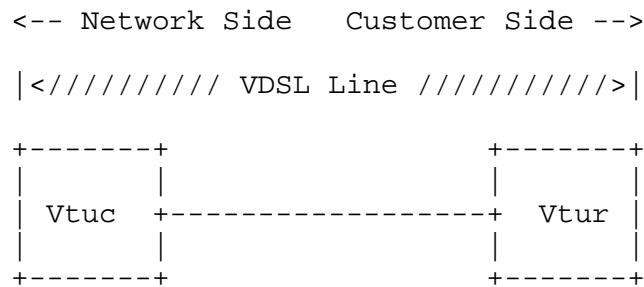 <-- Network Side   Customer Side -->
|<////////// VDSL Line ///////////>|
+-------+                  +-------+
|       |                  |       |
| Vtuc  +------------------+  Vtur |
|       |                  |       |
+-------+                  +-------+